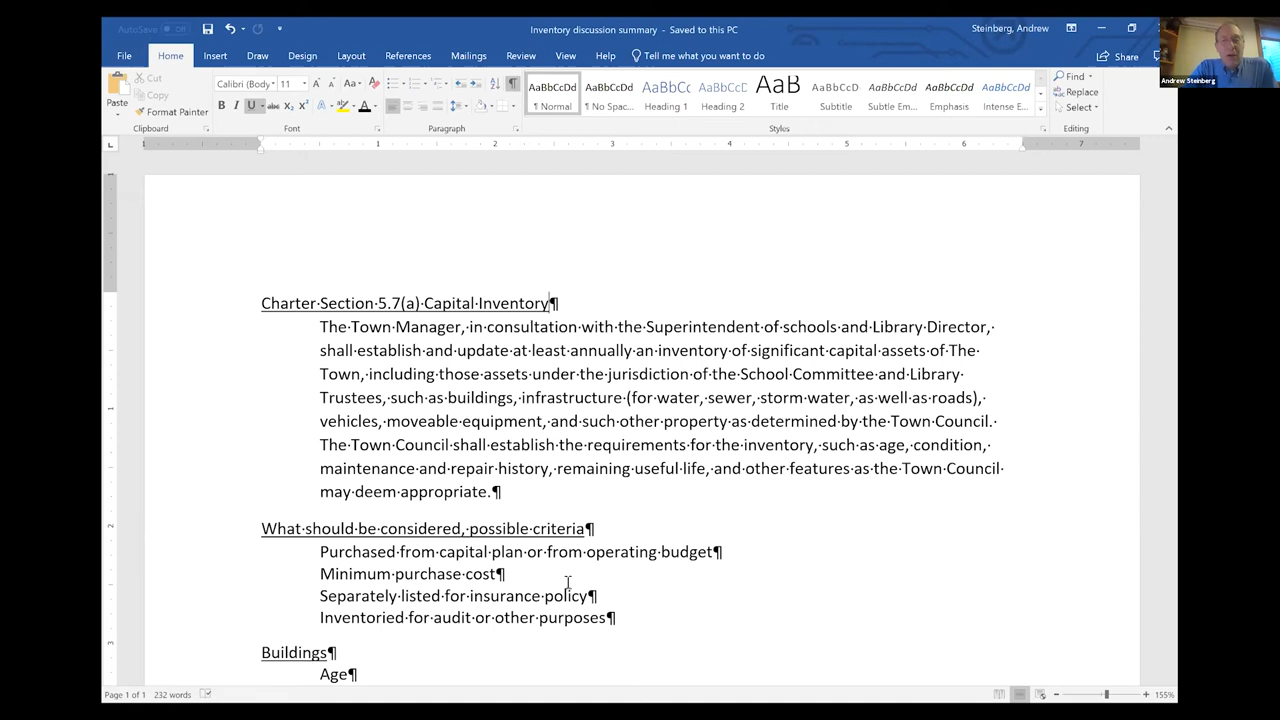 AutoSave Off
Inventory discussion summary - Saved to this PC
Steinberg, Andrew
File Home Insert Draw Design Layout References Mailings Review View Help Tell me what you want to do
Share
Andrew Steinberg
Paste
Cut
Copy
Format Painter
Clipboard
Calibri (Body 11
Font
Paragraph
AaBbCcDd AaBbCcDd AaBbCc AaBbCcDd AaB AaBbCcD AaBbCcDd AaBbCcDd AaBbCcDd
¶ Normal ¶ No Spac... Heading 1 Heading 2 Title Subtitle Subtle Em... Emphasis Intense E...
Styles
Find
Replace
Select
Editing
1 1 2 3 4 5 6 7
Charter·Section·5.7(a)·Capital·Inventory¶
The·Town·Manager,·in·consultation·with·the·Superintendent·of·schools·and·Library·Director,·
shall·establish·and·update·at·least·annually·an·inventory·of·significant·capital·assets·of·The·
Town,·including·those·assets·under·the·jurisdiction·of·the·School·Committee·and·Library·
Trustees,·such·as·buildings,·infrastructure·(for·water,·sewer,·storm·water,·as·well·as·roads),·
vehicles,·moveable·equipment,·and·such·other·property·as·determined·by·the·Town·Council.·
The·Town·Council·shall·establish·the·requirements·for·the·inventory,·such·as·age,·condition,·
maintenance·and·repair·history,·remaining·useful·life,·and·other·features·as·the·Town·Council·
may·deem·appropriate.¶
What·should·be·considered,·possible·criteria¶
Purchased·from·capital·plan·or·from·operating·budget¶
Minimum·purchase·cost¶
Separately·listed·for·insurance·policy¶
Inventoried·for·audit·or·other·purposes¶
Buildings¶
Age¶
Page 1 of 1 232 words
155%